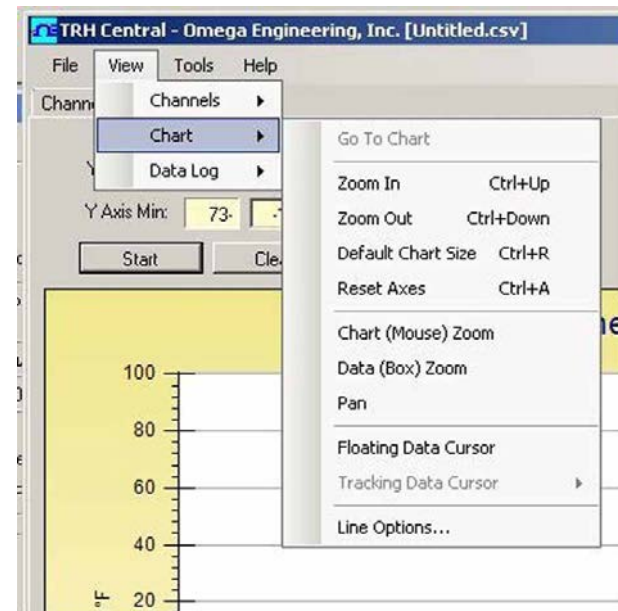 TRH Central - Omega Engineering, Inc. [Untitled.csv]
File View Tools Help
Channels
Chart
Data Log
Go To Chart
Zoom In Ctrl+Up
Zoom Out Ctrl+Down
Default Chart Size Ctrl+R
Reset Axes Ctrl+A
Chart (Mouse) Zoom
Data (Box) Zoom
Pan
Floating Data Cursor
Tracking Data Cursor
Line Options...
Y Axis Min: 73-
Start
100
80
60
40
20
°F